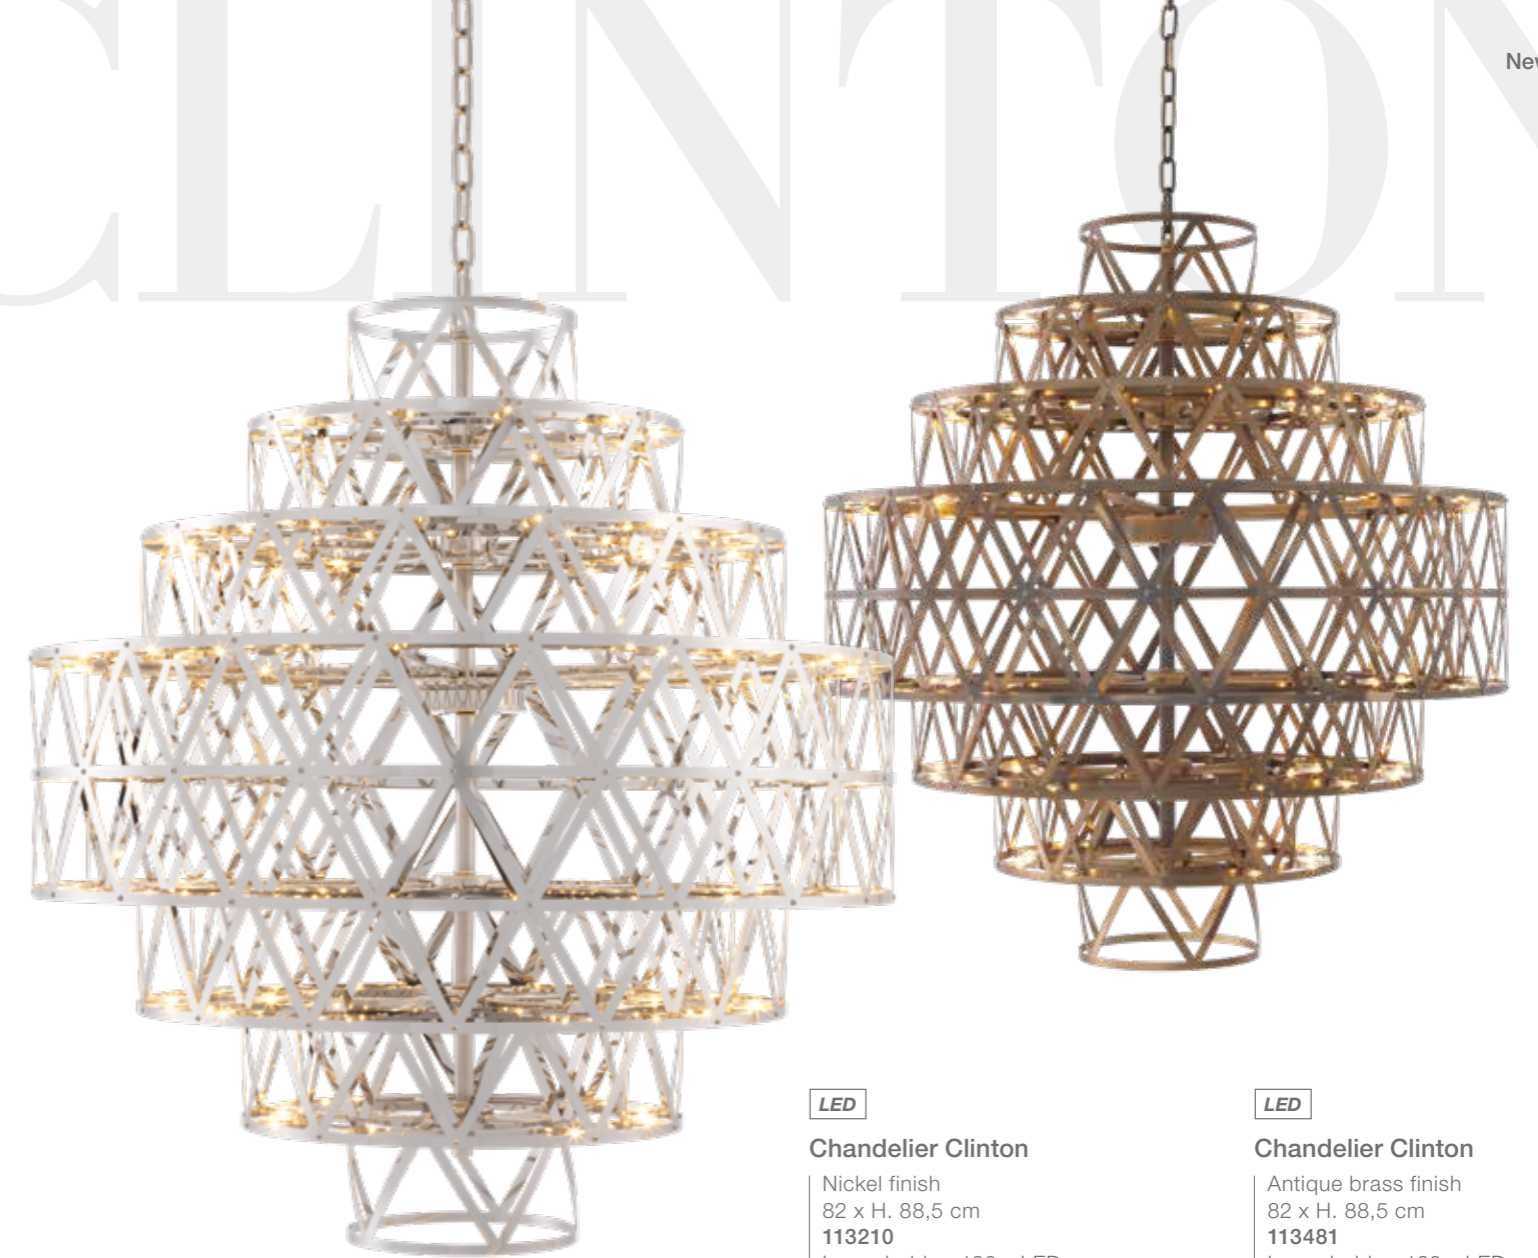 CLINTON
New
LED
Chandelier Clinton
Nickel finish
82 x H. 88,5 cm
113210
LED
Chandelier Clinton
Antique brass finish
82 x H. 88,5 cm
113481